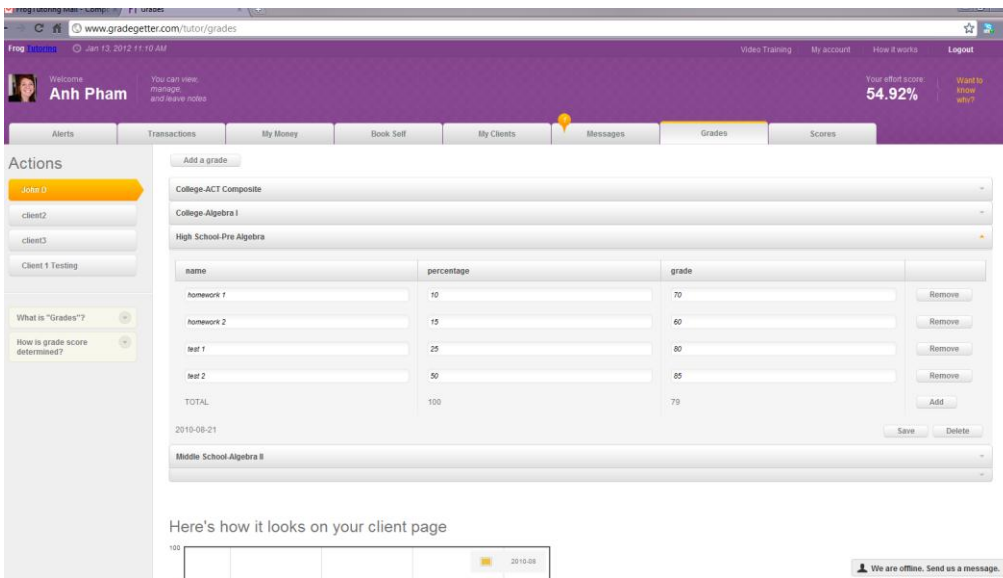 FrogTutoring Mail - Compo
Grades
www.gradegetter.com/tutor/grades
Frog Tutoring Jan 13, 2012 11:10 AM Video Training My account How it works Logout
Welcome
Anh Pham
You can view,
manage,
and leave notes
Your effort score:
54.92%
Want to
know
why?
Alerts Transactions My Money Book Self My Clients Messages Grades Scores
Actions
John D
client2
client3
Client 1 Testing
What is "Grades"?
How is grade score
determined?
Add a grade
College-ACT Composite
College-Algebra I
High School-Pre Algebra
name percentage grade
homework 1 10 70 Remove
homework 2 15 60 Remove
test 1 25 80 Remove
test 2 50 85 Remove
TOTAL 100 79 Add
2010-08-21 Save Delete
Middle School-Algebra II
Here's how it looks on your client page
100
2010-08
We are offline. Send us a message.